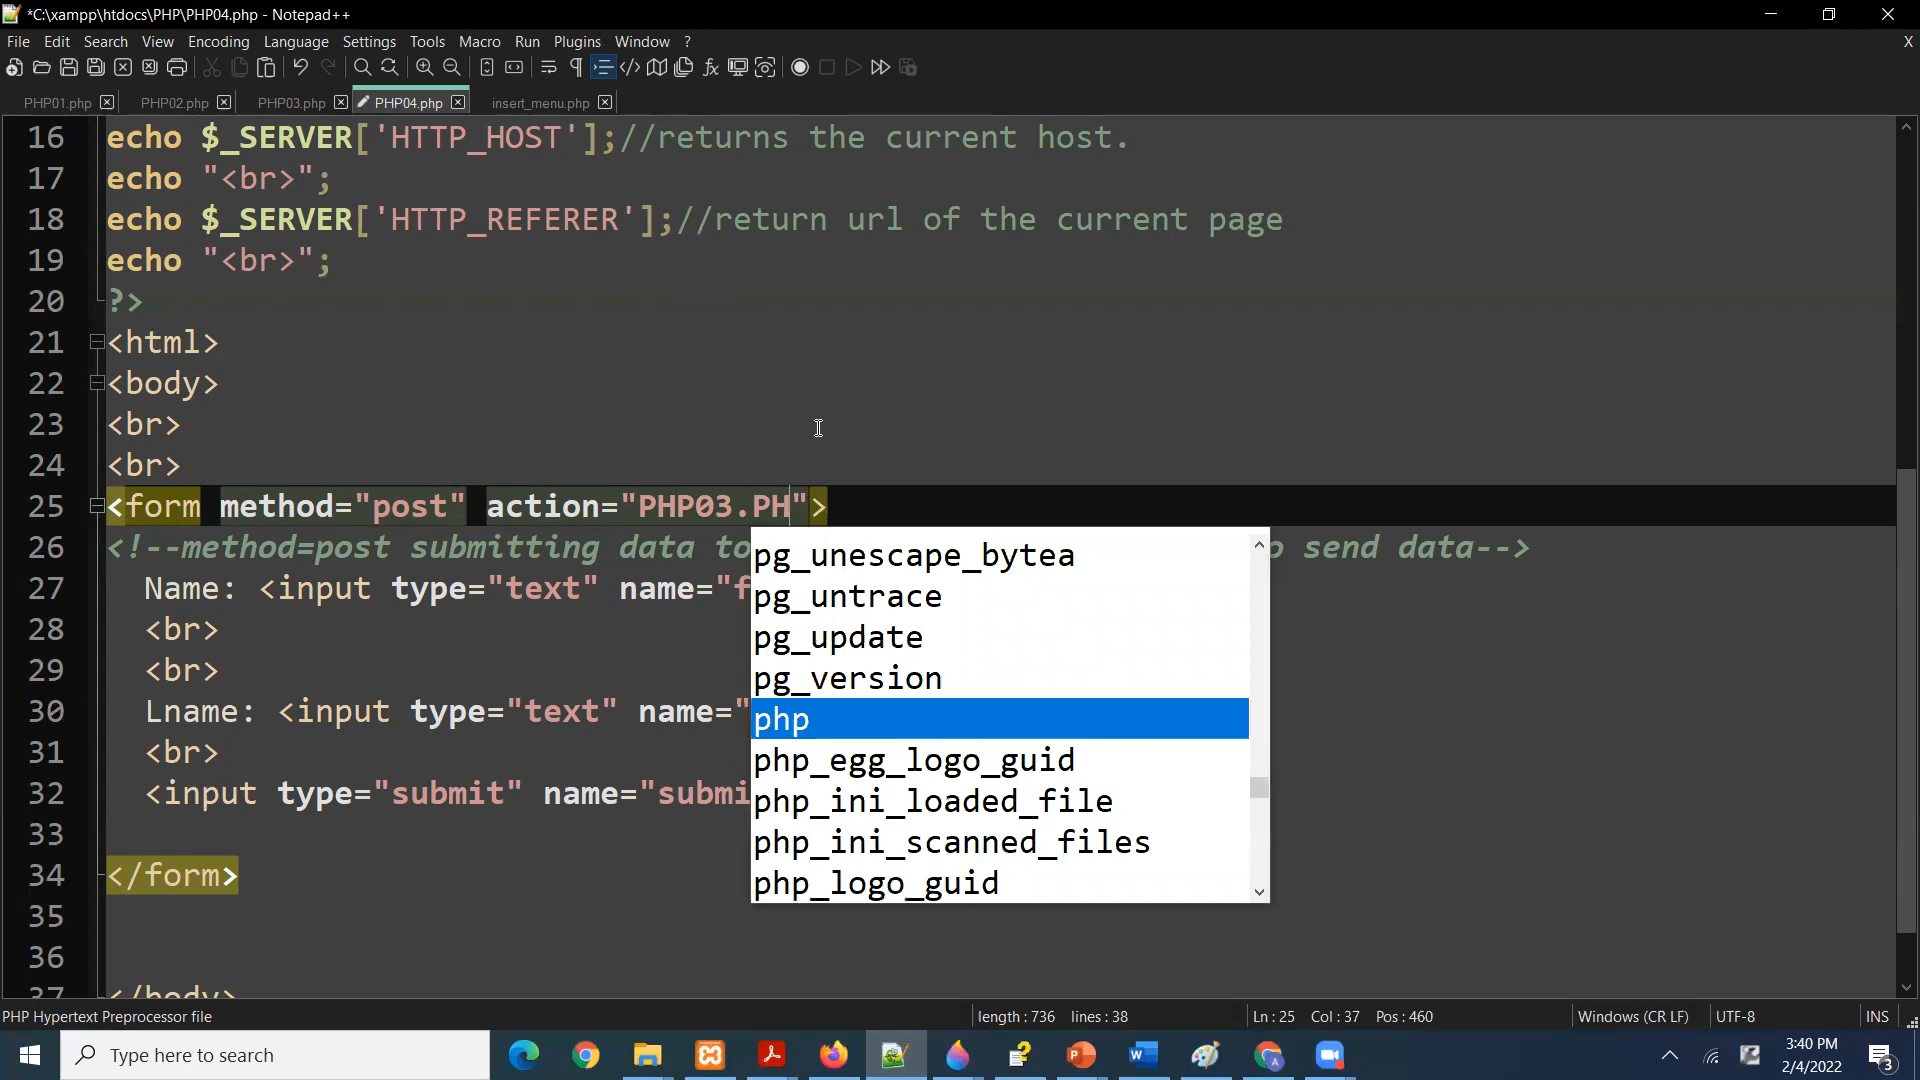 *C:\xampp\htdocs\PHP\PHP04.php - Notepad++
File Edit Search View Encoding Language Settings Tools Macro Run Plugins Window ? X
PHP01.php PHP02.php PHP03.php PHP04.php insert_menu.php
16 echo $_SERVER['HTTP_HOST'];//returns the current host.
17 echo "<br>";
18 echo $_SERVER['HTTP_REFERER'];//return url of the current page
19 echo "<br>";
20 ?>
21 <html>
22 <body>
23 <br>
24 <br>
25 <form method="post" action="PHP03.PH">
26 <!--method=post submitting data to send data-->
27 Name: <input type="text" name="f
28 <br>
29 <br>
30 Lname: <input type="text" name="
31 <br>
32 <input type="submit" name="submi
33
34 </form>
35
36
37 </body>
pg_unescape_bytea
pg_untrace
pg_update
pg_version
php
php_egg_logo_guid
php_ini_loaded_file
php_ini_scanned_files
php_logo_guid
PHP Hypertext Preprocessor file length : 736 lines : 38 Ln : 25 Col : 37 Pos : 460 Windows (CR LF) UTF-8 INS
Type here to search
3:40 PM
2/4/2022
3